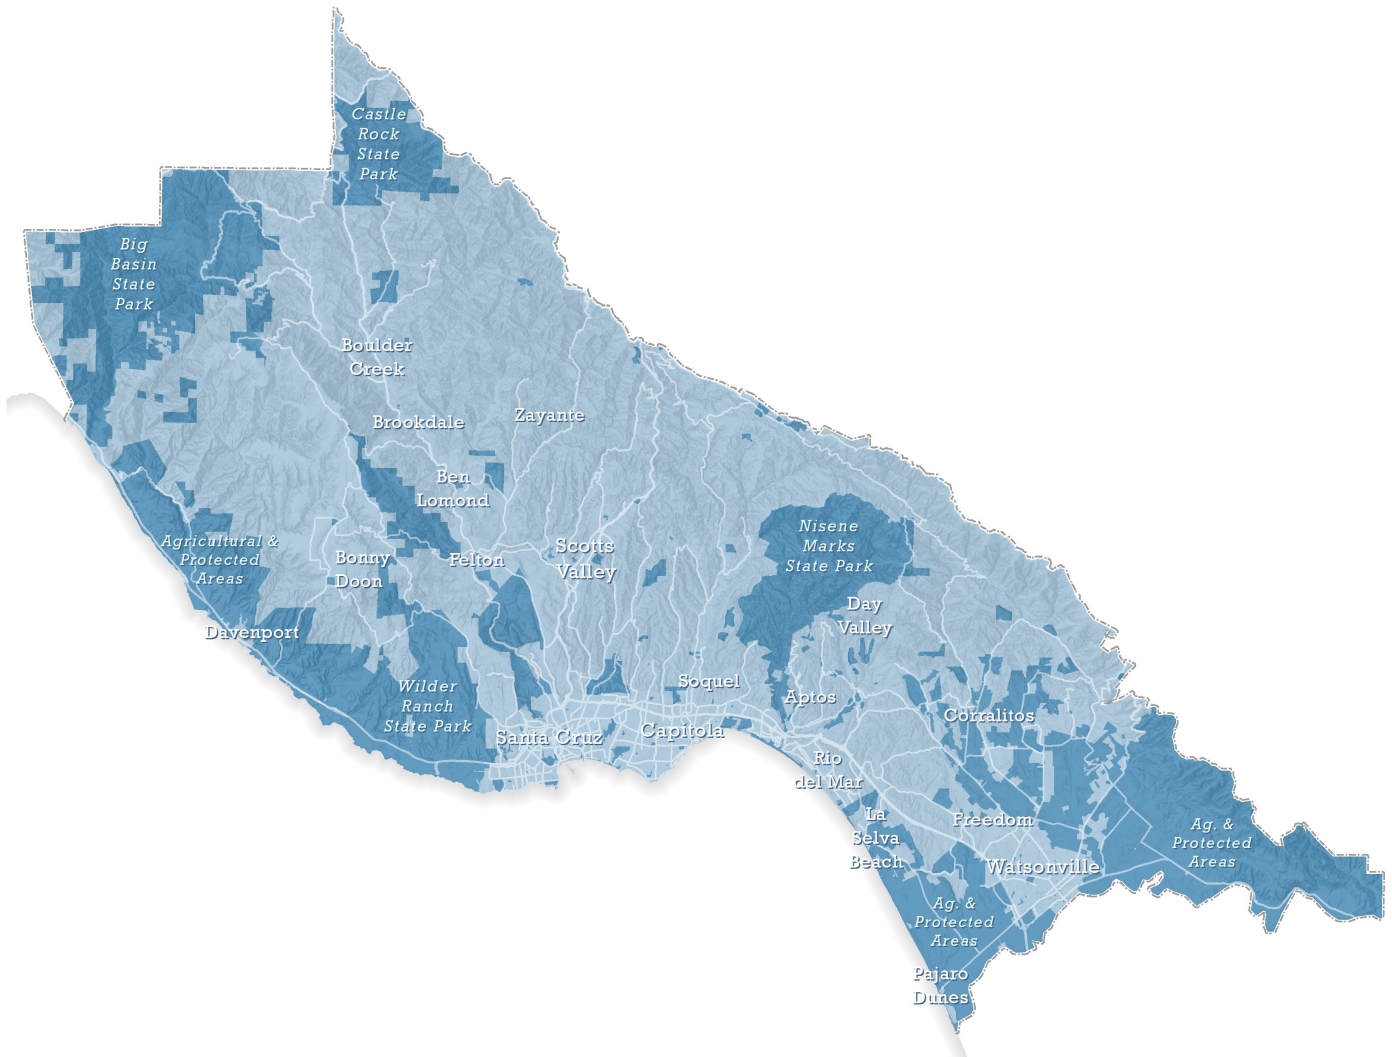 Castle
Rock
State
Park
Big
Basin
State
Park
Boulder
Creek
Brookdale
Zayante
Ben
Lomond
Nisene
Marks
State Park
Agricultural &
Protected
Areas
Bonny
Doon
Felton
Scotts
Valley
Day
Valley
Davenport
Wilder
Ranch
State Park
Soquel
Aptos
Corralitos
Santa Cruz
Capitola
Rio
del Mar
La
Selva
Beach
Freedom
Ag. &
Protected
Areas
Watsonville
Ag. &
Protected
Areas
Pajaro
Dunes